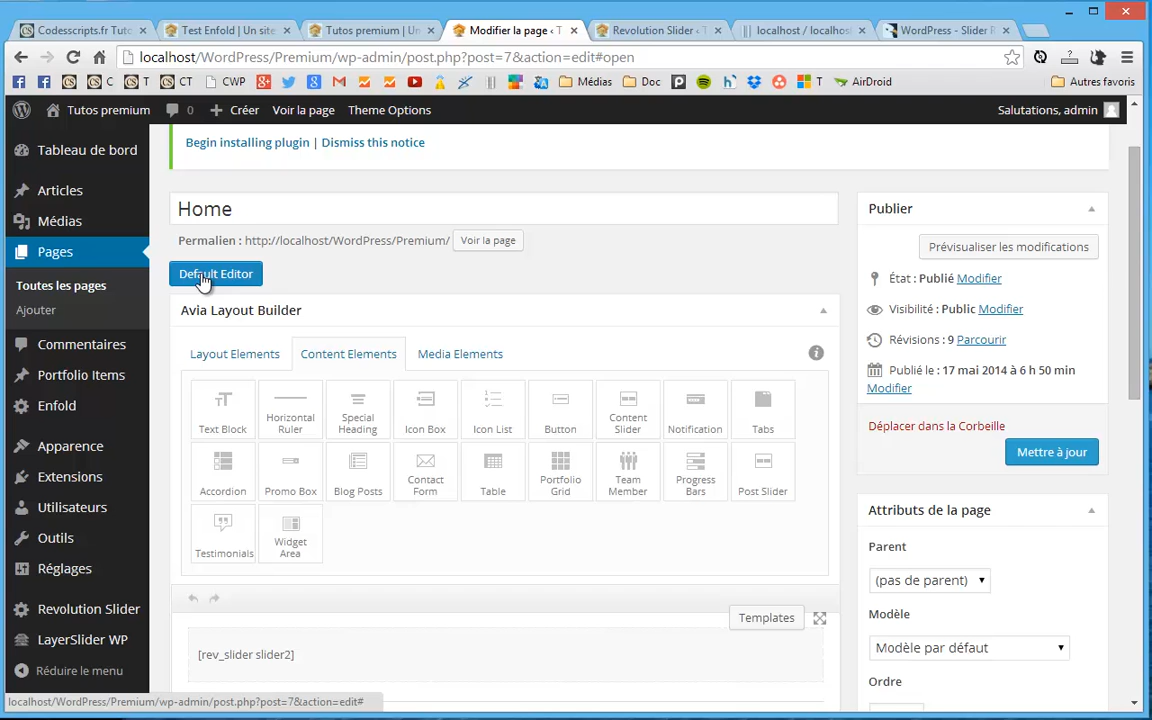 Codesscripts.fr Tuto
Test Enfold | Un site
Tutos premium | Un
Modifier la page ‹ T
Revolution Slider ‹ T
localhost / localhos
WordPress - Slider P
localhost/WordPress/Premium/wp-admin/post.php?post=7&action=edit#open
C
T
CT
CWP
Médias
Doc
T
AirDroid
Autres favoris
Tutos premium
0
Créer
Voir la page
Theme Options
Salutations, admin
Tableau de bord
Articles
Médias
Pages
Toutes les pages
Ajouter
Commentaires
Portfolio Items
Enfold
Apparence
Extensions
Utilisateurs
Outils
Réglages
Revolution Slider
LayerSlider WP
Réduire le menu
Begin installing plugin | Dismiss this notice
Home
Permalien : http://localhost/WordPress/Premium/
Voir la page
Default Editor
Avia Layout Builder
Layout Elements
Content Elements
Media Elements
Text Block
Horizontal Ruler
Special Heading
Icon Box
Icon List
Button
Content Slider
Notification
Tabs
Accordion
Promo Box
Blog Posts
Contact Form
Table
Portfolio Grid
Team Member
Progress Bars
Post Slider
Testimonials
Widget Area
Templates
[rev_slider slider2]
Publier
Prévisualiser les modifications
État : Publié Modifier
Visibilité : Public Modifier
Révisions : 9 Parcourir
Publié le : 17 mai 2014 à 6 h 50 min
Modifier
Déplacer dans la Corbeille
Mettre à jour
Attributs de la page
Parent
(pas de parent)
Modèle
Modèle par défaut
Ordre
localhost/WordPress/Premium/wp-admin/post.php?post=7&action=edit#